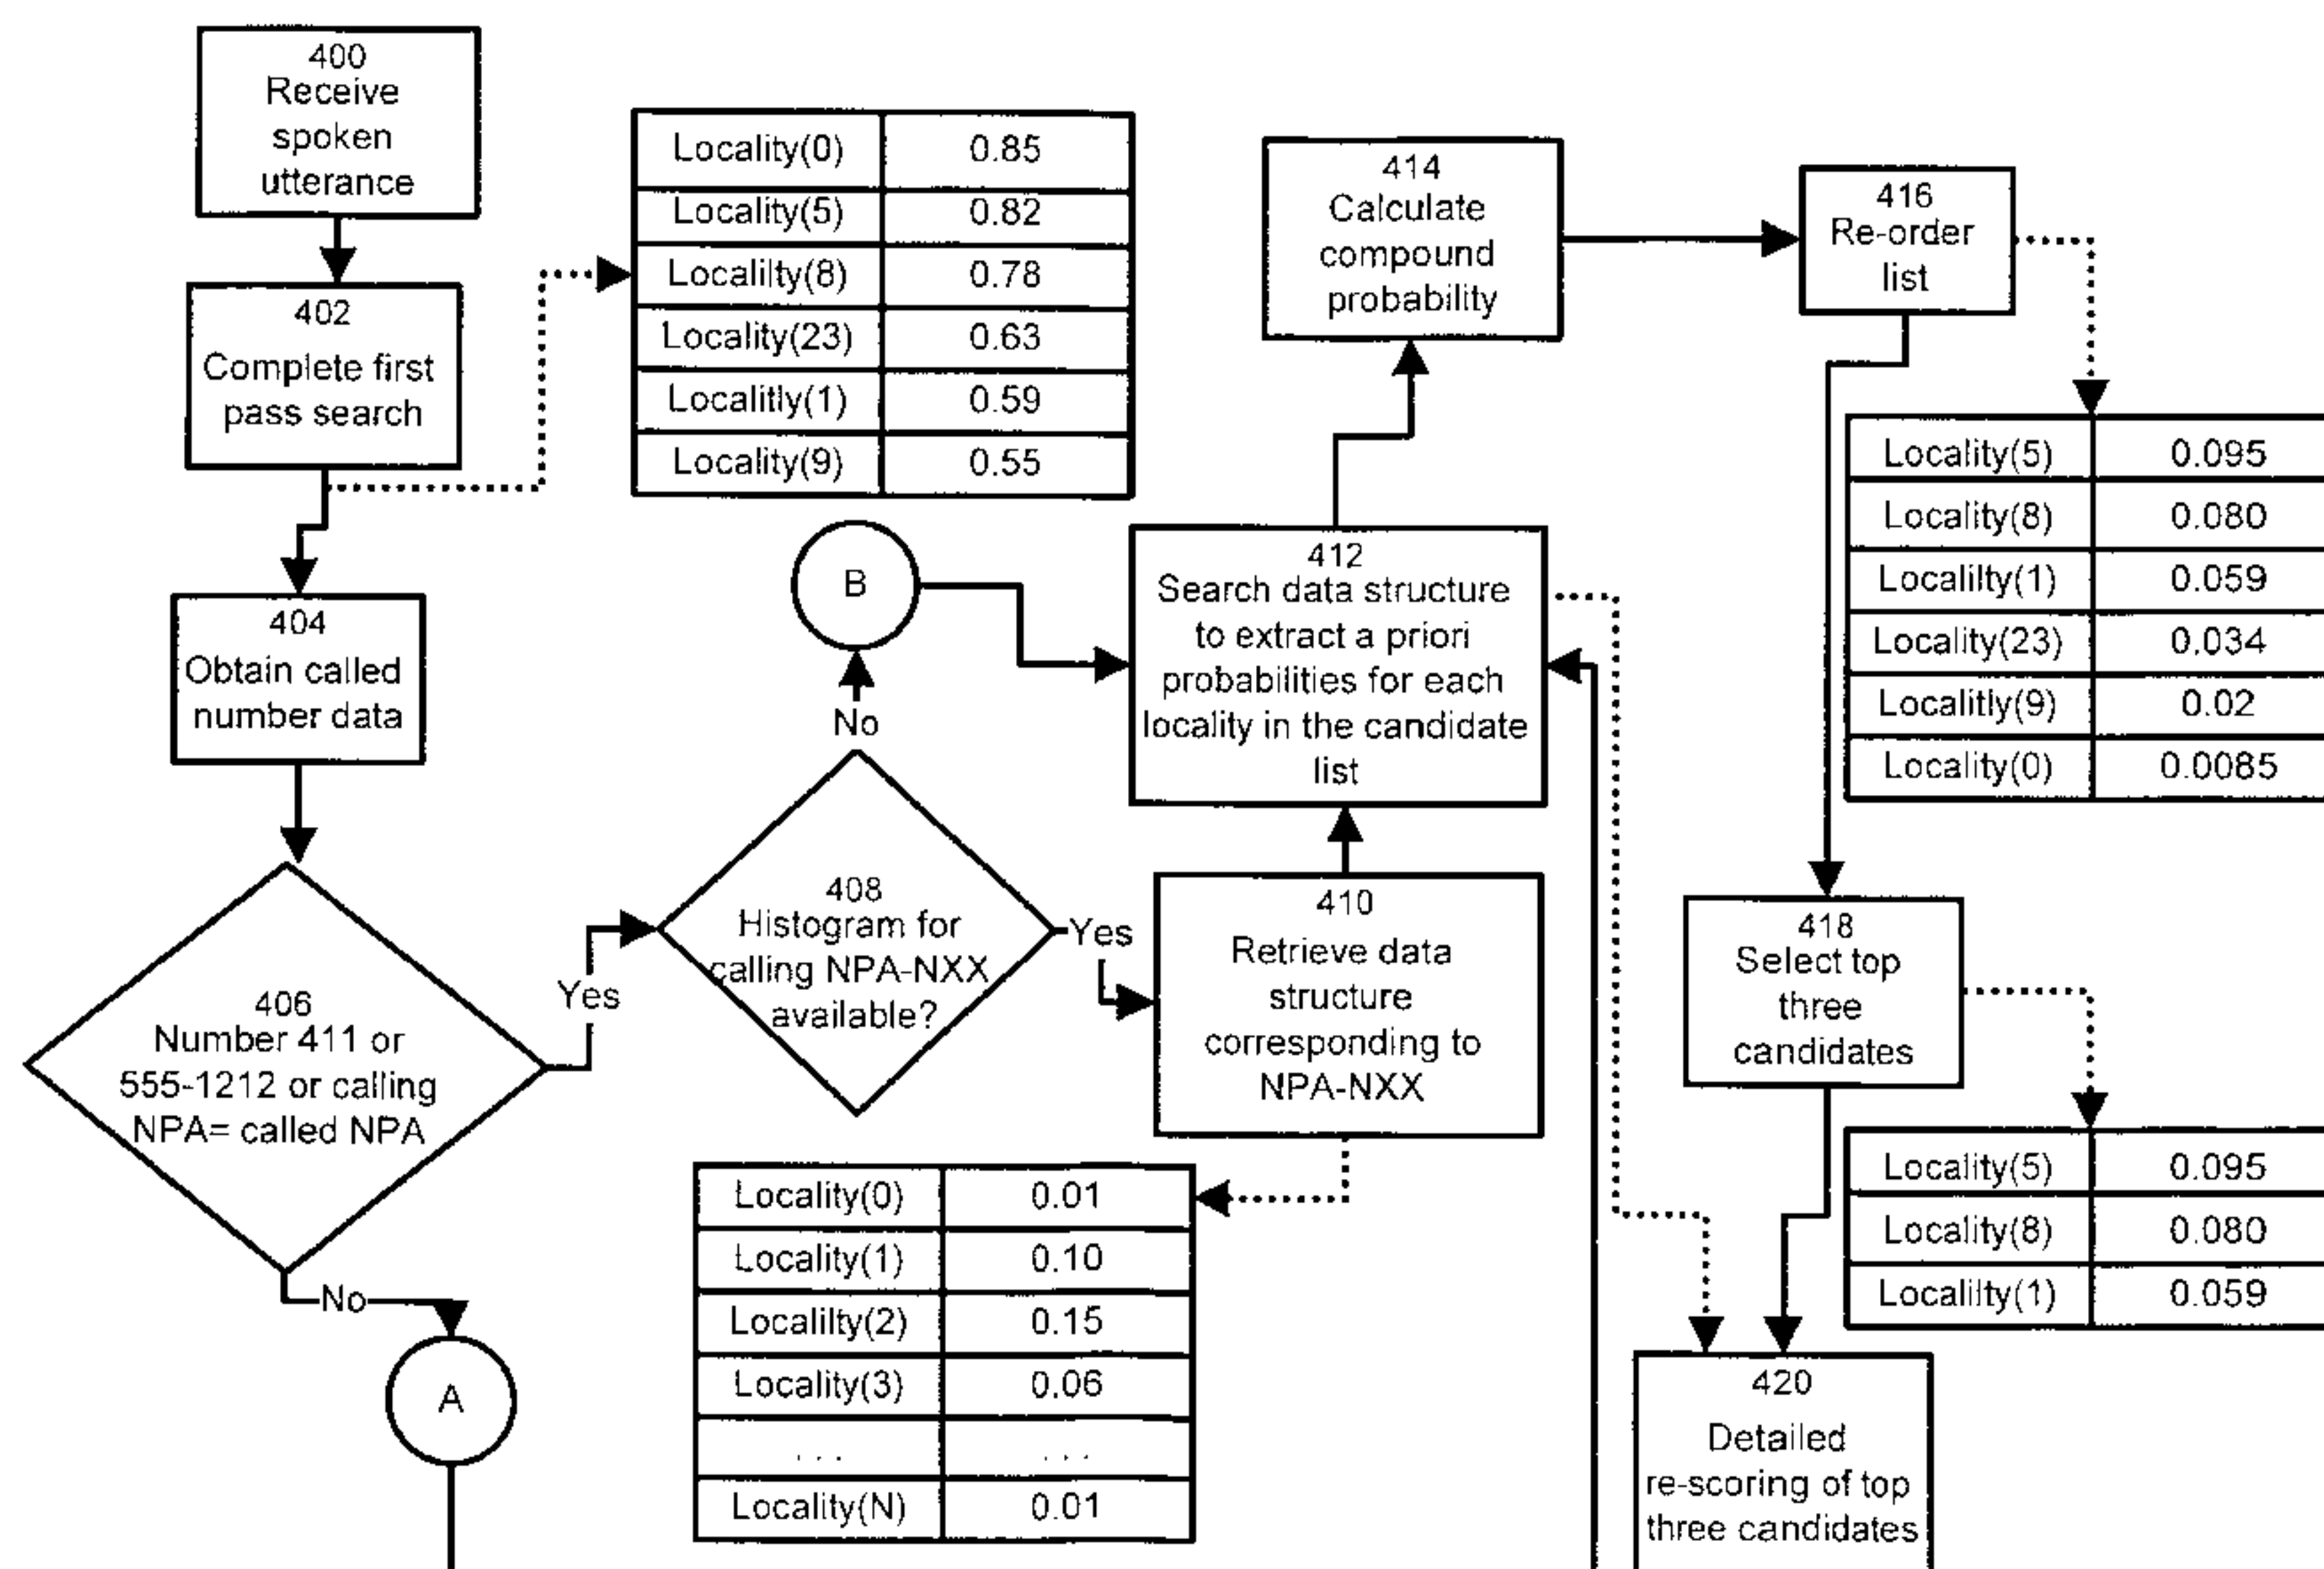 400
Receive
spoken
utterance
402
Complete first
pass search
404
Obtain called
number data
406
Number 411 or
555-1212 or calling
NPA= called NPA
Yes
No
A
Locality(0) 0.85
Locality(5) 0.82
Localilty(8) 0.78
Locality(23) 0.63
Localitly(1) 0.59
Locality(9) 0.55
B
No
408
Histogram for
calling NPA-NXX
available?
Yes
410
Retrieve data
structure
corresponding to
NPA-NXX
Locality(0) 0.01
Locality(1) 0.10
Localilty(2) 0.15
Locality(3) 0.06
... ...
Locality(N) 0.01
412
Search data structure
to extract a priori
probabilities for each
locality in the candidate
list
414
Calculate
compound
probability
416
Re-order
list
Locality(5) 0.095
Locality(8) 0.080
Localilty(1) 0.059
Locality(23) 0.034
Localitly(9) 0.02
Locality(0) 0.0085
418
Select top
three
candidates
Locality(5) 0.095
Locality(8) 0.080
Localilty(1) 0.059
420
Detailed
re-scoring of top
three candidates